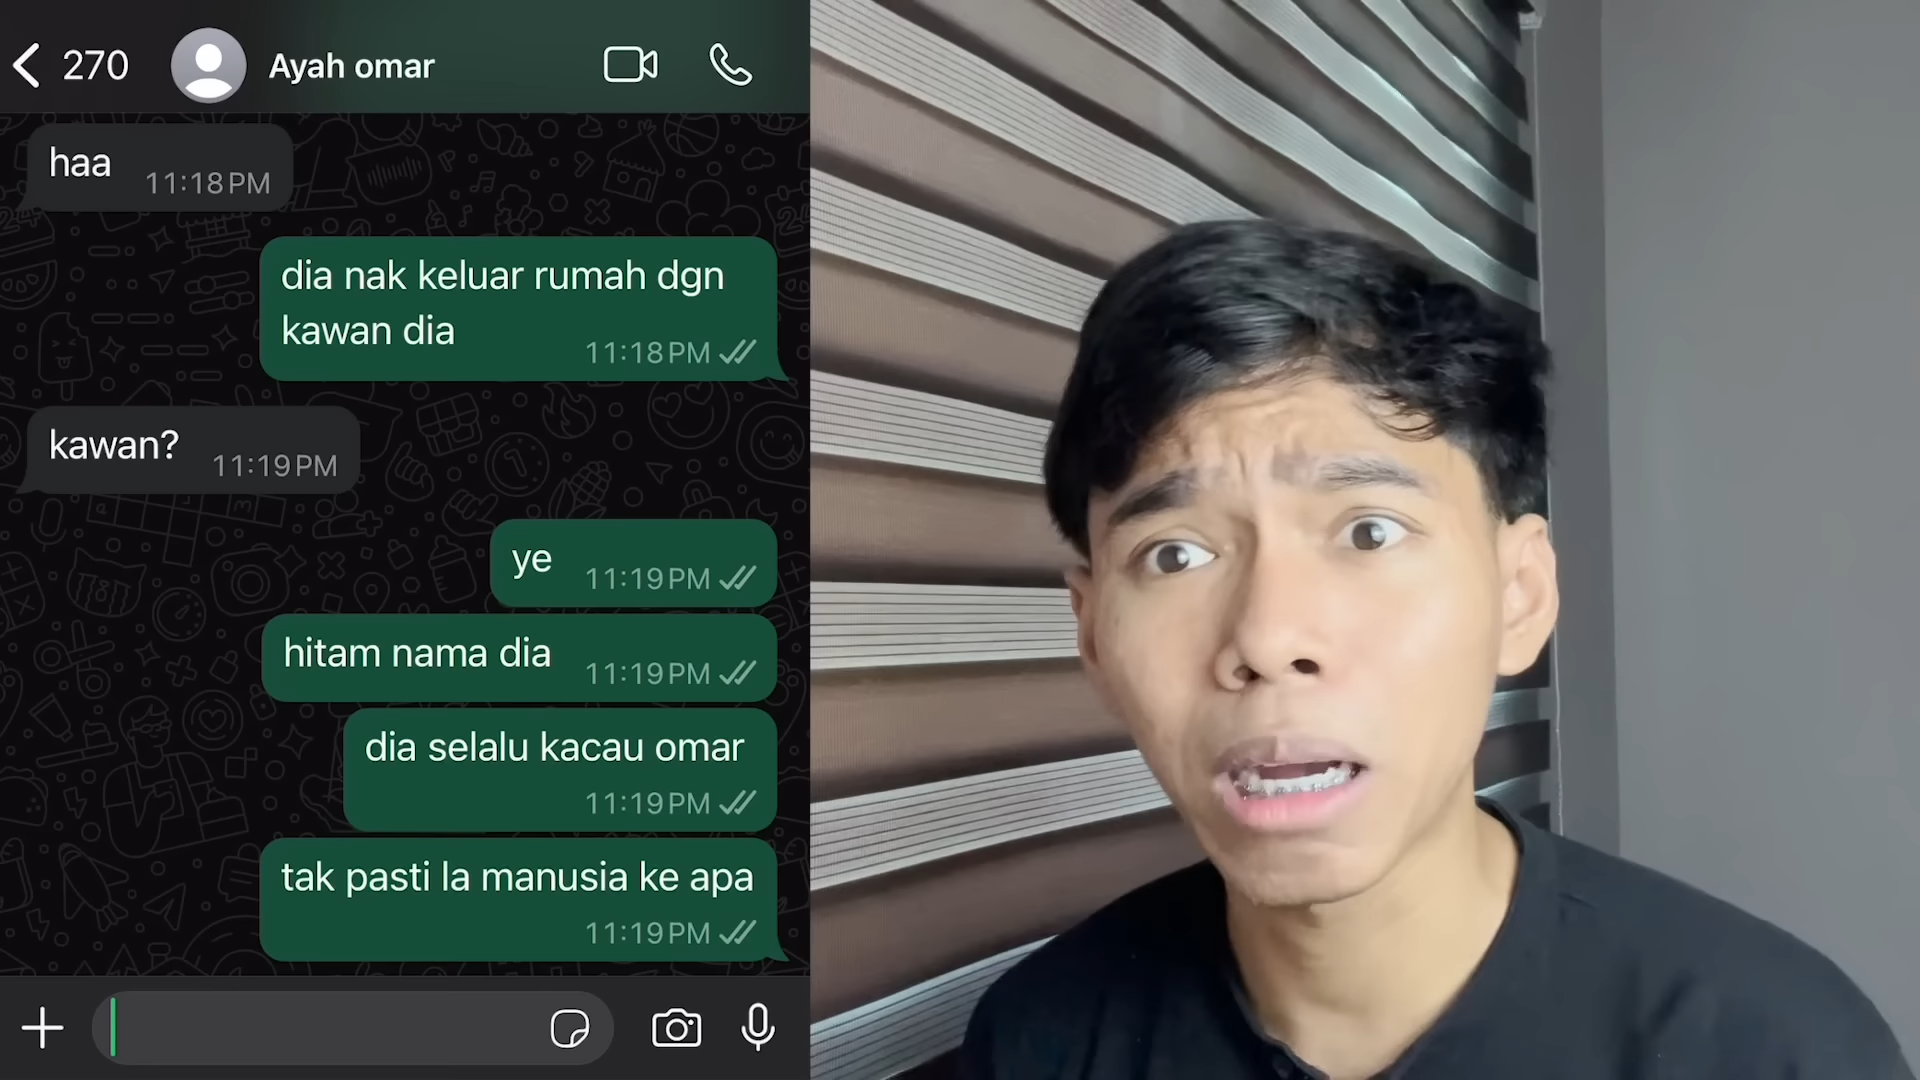 270
Ayah omar
haa
11:18 PM
dia nak keluar rumah dgn
kawan dia
11:18 PM
kawan?
11:19 PM
ye
11:19 PM
hitam nama dia
11:19 PM
dia selalu kacau omar
11:19 PM
tak pasti la manusia ke apa
11:19 PM